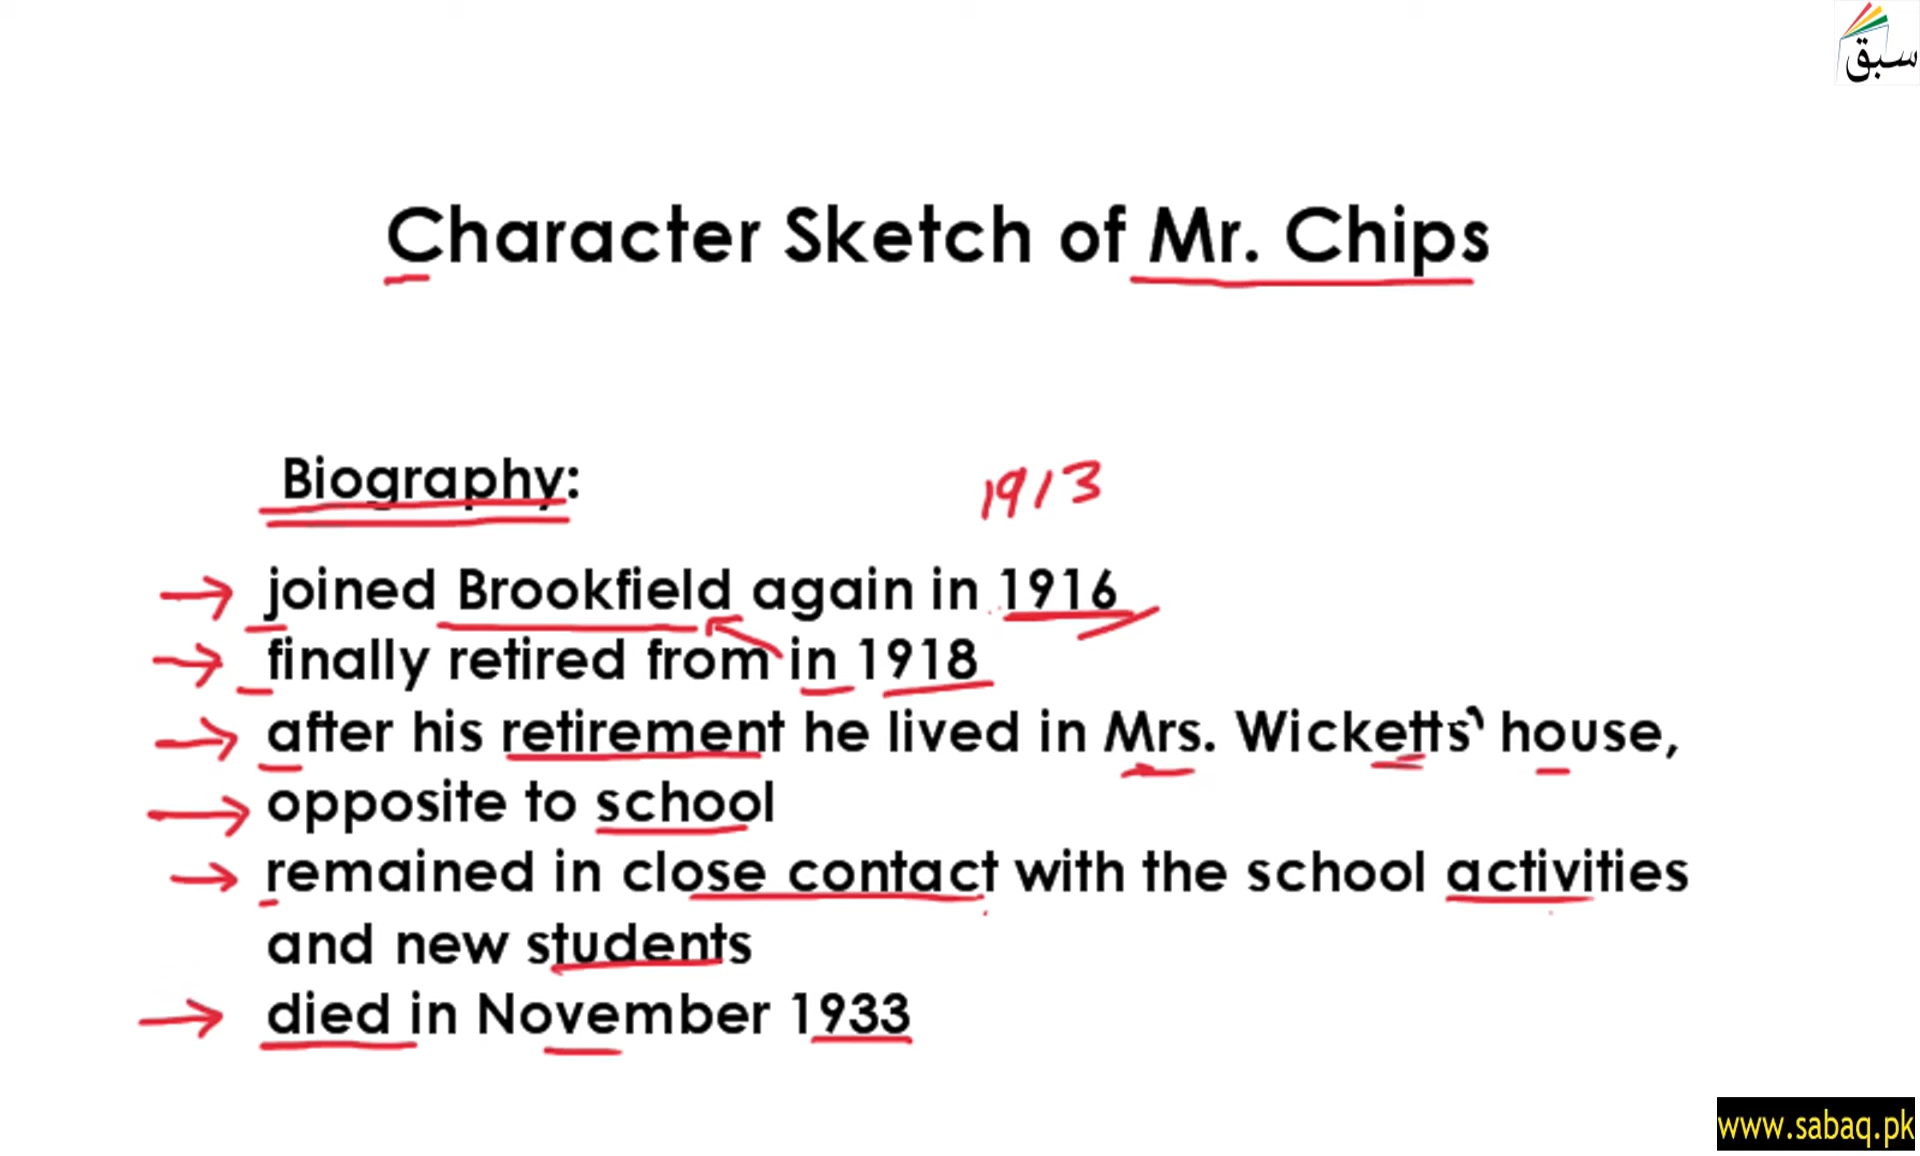 سبق
Character Sketch of Mr. Chips
Biography:
1913
joined Brookfield again in 1916
finally retired from in 1918
after his retirement he lived in Mrs. Wicketts' house,
opposite to school
remained in close contact with the school activities
and new students
died in November 1933
www.sabaq.pk